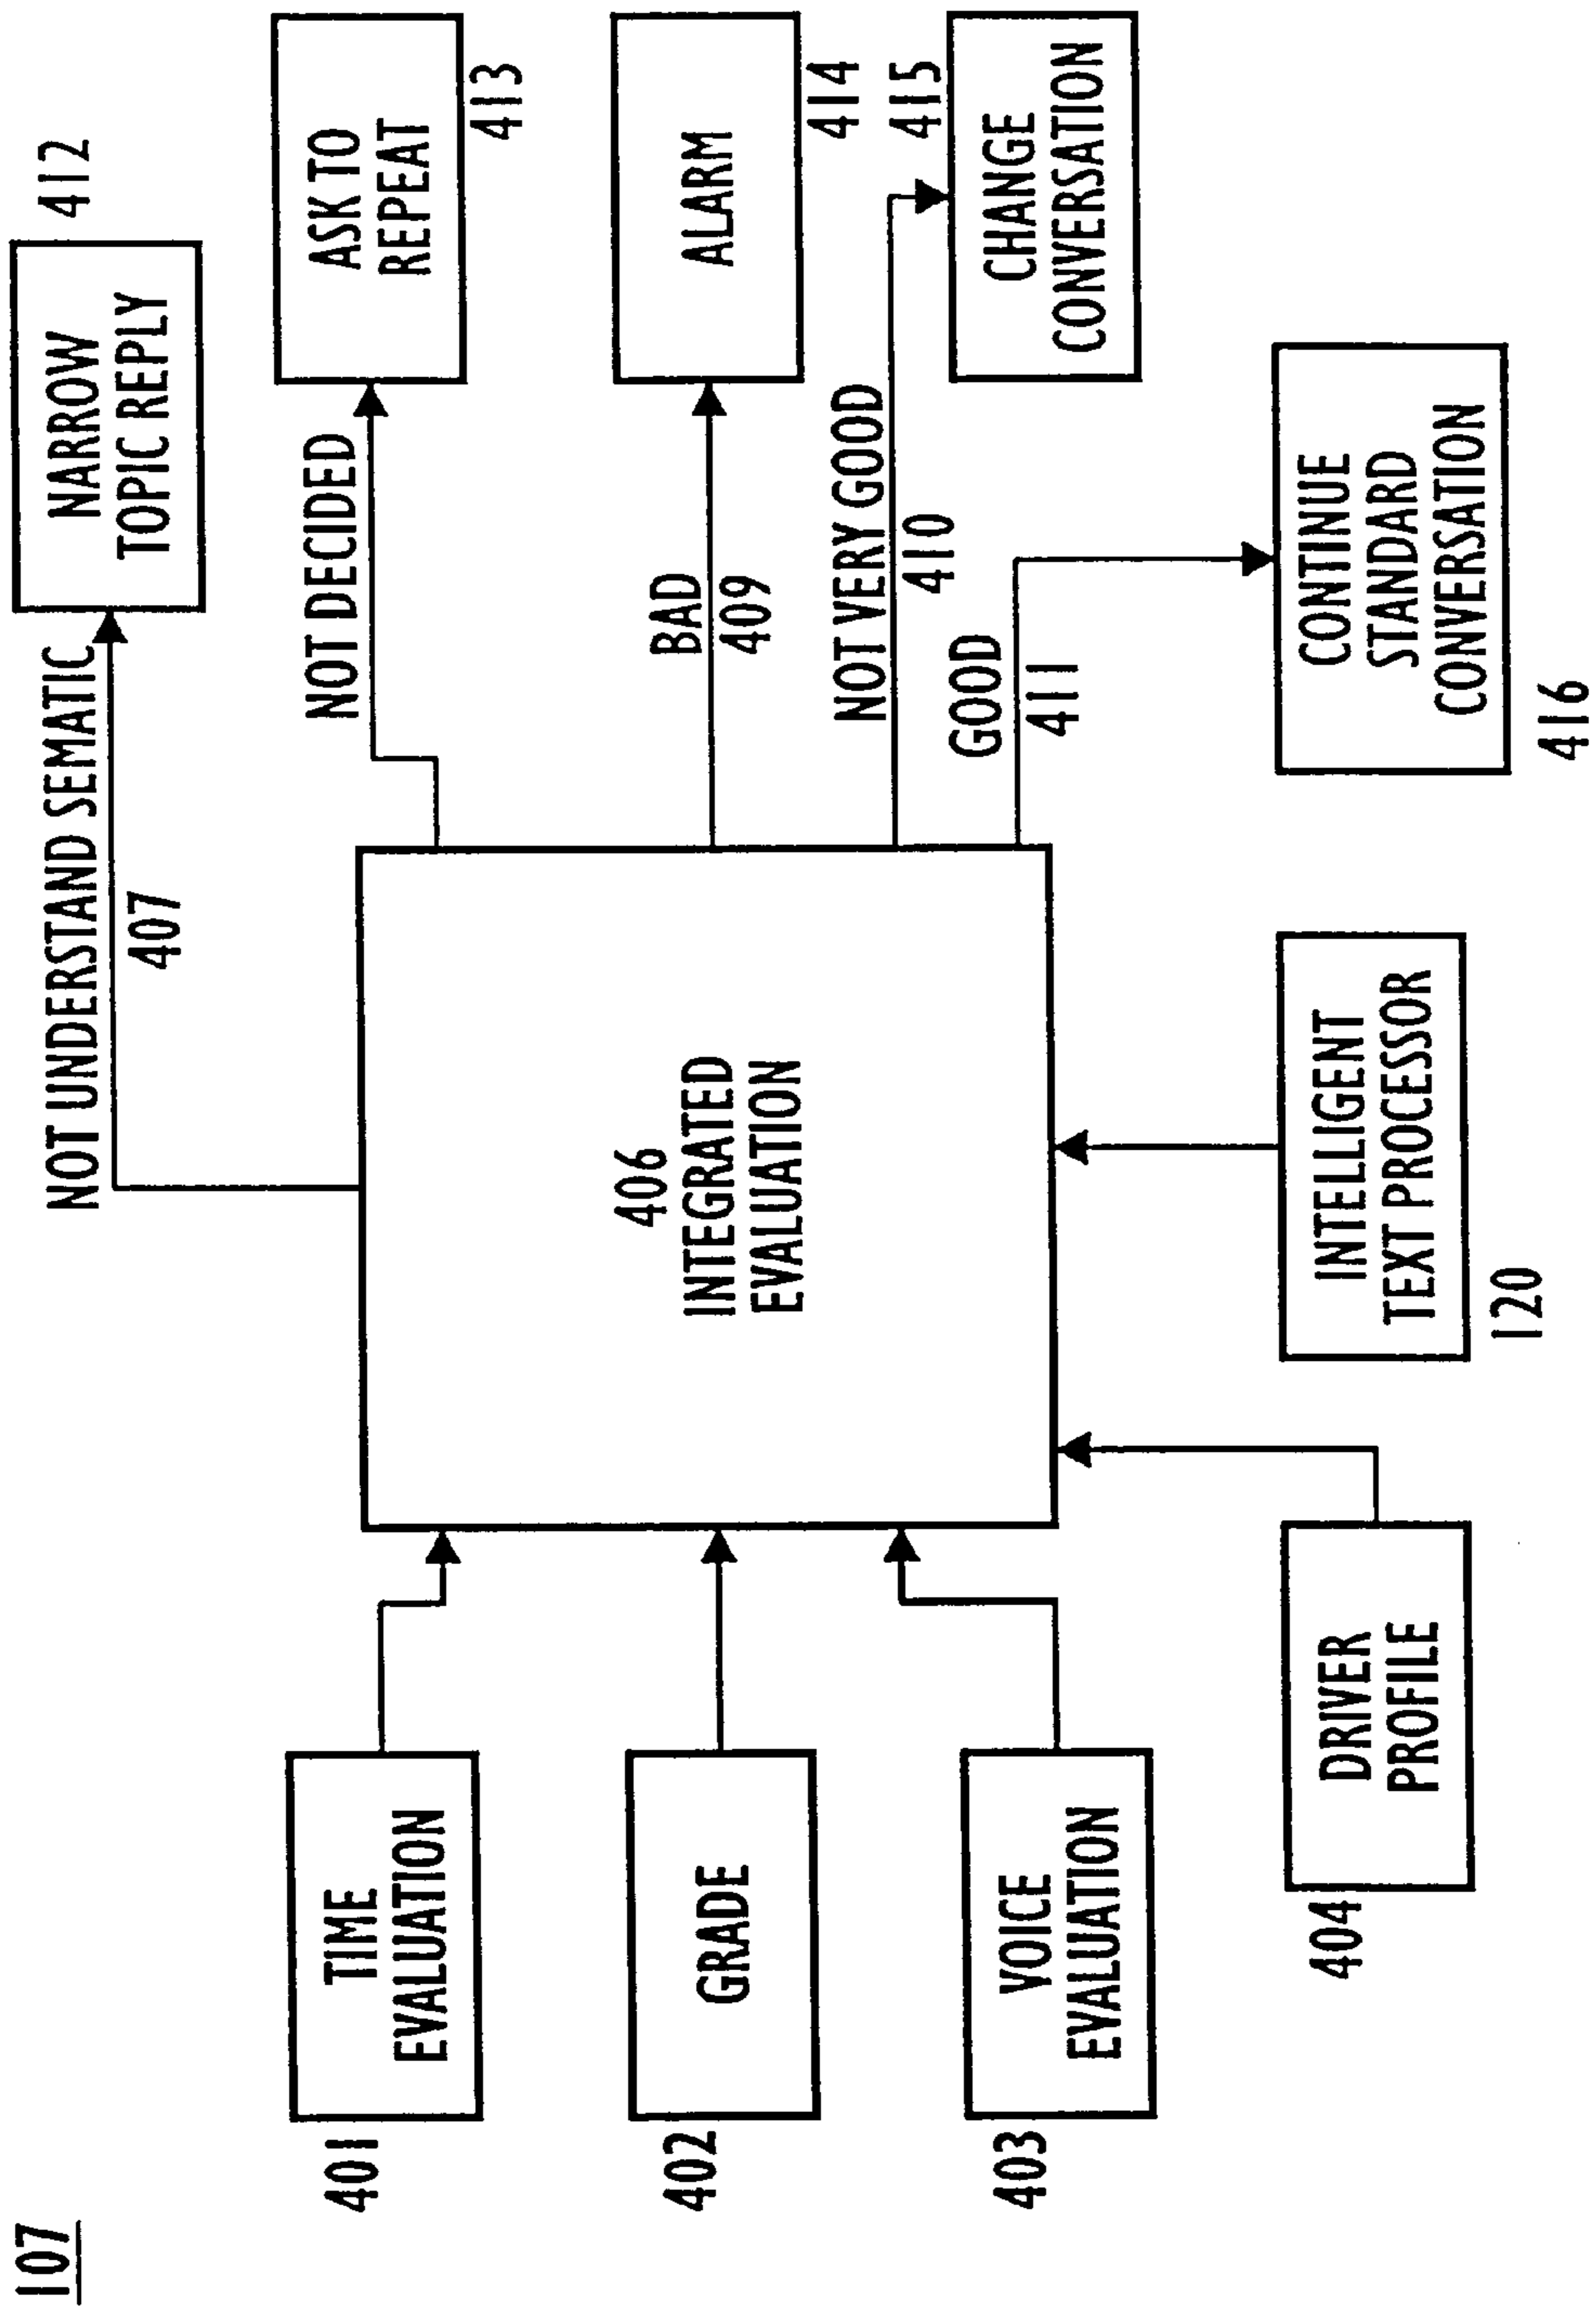 107
NOT UNDERSTAND SEMATIC
407
412
NARROW
TOPIC REPLY
401
TIME
EVALUATION
NOT DECIDED
ASK TO
REPEAT
413
402
GRADE
406
INTEGRATED
EVALUATION
BAD
409
ALARM
414
403
VOICE
EVALUATION
NOT VERY GOOD
410
415
CHANGE
CONVERSATION
GOOD
411
404
DRIVER
PROFILE
INTELLIGENT
TEXT PROCESSOR
120
CONTINUE
STANDARD
CONVERSATION
416